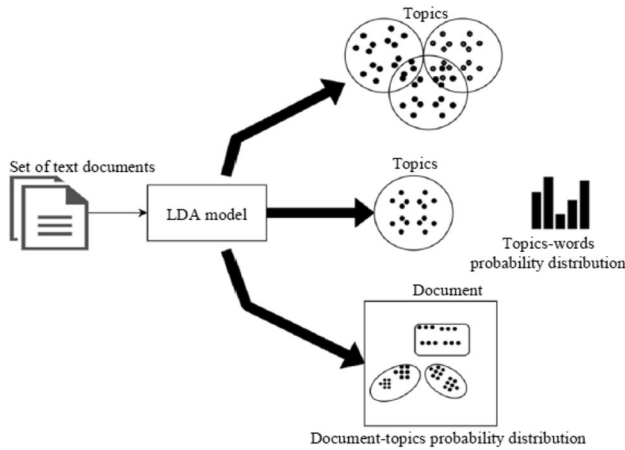 Topics
Set of text documents
LDA model
Topics
Topics-words
probability distribution
Document
Document-topics probability distribution